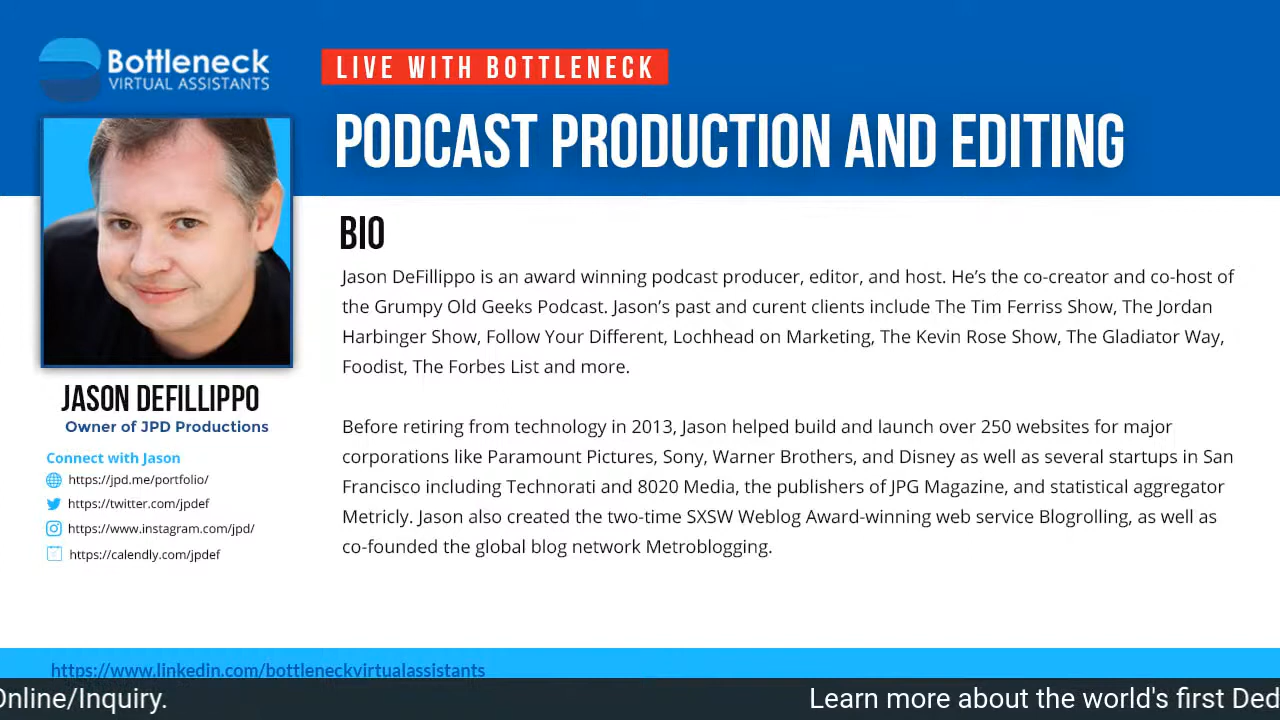 Bottleneck
VIRTUAL ASSISTANTS
LIVE WITH BOTTLENECK
PODCAST PRODUCTION AND EDITING
JASON DEFILLIPPO
Owner of JPD Productions
Connect with Jason
https://jpd.me/portfolio/
https://twitter.com/jpdef
https://www.instagram.com/jpd/
https://calendly.com/jpdef
BIO
Jason DeFillippo is an award winning podcast producer, editor, and host. He’s the co-creator and co-host of
the Grumpy Old Geeks Podcast. Jason’s past and curent clients include The Tim Ferriss Show, The Jordan
Harbinger Show, Follow Your Different, Lochhead on Marketing, The Kevin Rose Show, The Gladiator Way,
Foodist, The Forbes List and more.
Before retiring from technology in 2013, Jason helped build and launch over 250 websites for major
corporations like Paramount Pictures, Sony, Warner Brothers, and Disney as well as several startups in San
Francisco including Technorati and 8020 Media, the publishers of JPG Magazine, and statistical aggregator
Metricly. Jason also created the two-time SXSW Weblog Award-winning web service Blogrolling, as well as
co-founded the global blog network Metroblogging.
https://www.linkedin.com/bottleneckvirtualassistants
Online/Inquiry. Learn more about the world's first Ded